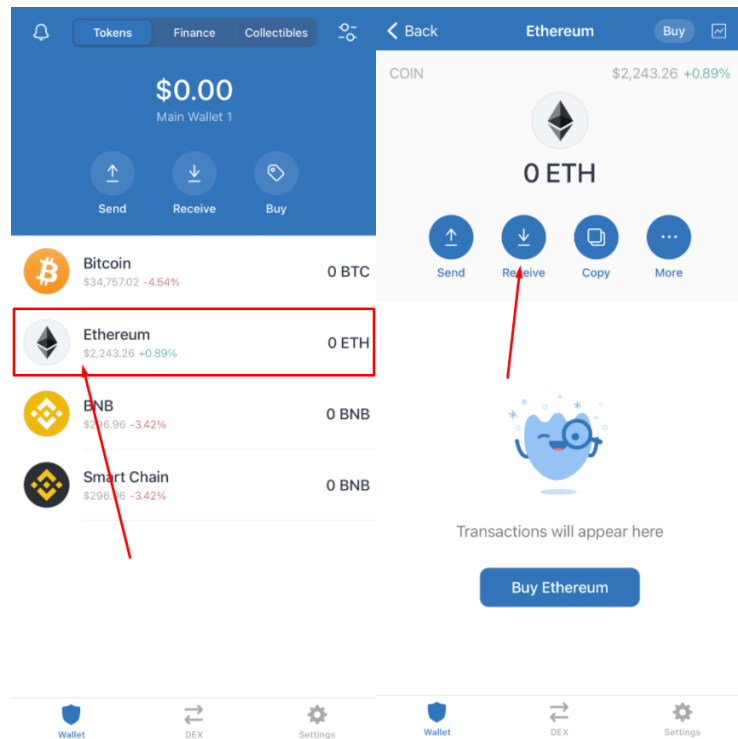 Tokens Finance Collectibles
$0.00
Main Wallet 1
Send Receive Buy
Bitcoin
$34,757.02 -4.54%
0 BTC
Ethereum
$2,243.26 +0.89%
0 ETH
BNB
$296.96 -3.42%
0 BNB
Smart Chain
$296.96 -3.42%
0 BNB
Wallet DEX Settings
Back Ethereum Buy
COIN $2,243.26 +0.89%
0 ETH
Send Receive Copy More
Transactions will appear here
Buy Ethereum
Wallet DEX Settings